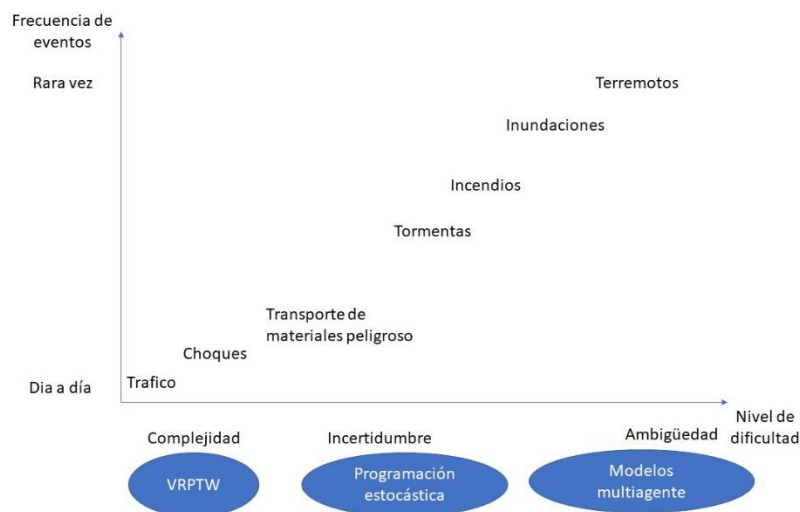 Frecuencia de
eventos
Rara vez
Terremotos
Inundaciones
Incendios
Tormentas
Transporte de
materiales peligroso
Choques
Trafico
Dia a día
Nivel de
dificultad
Complejidad
Incertidumbre
Ambigüedad
VRPTW
Programación
estocástica
Modelos
multiagente